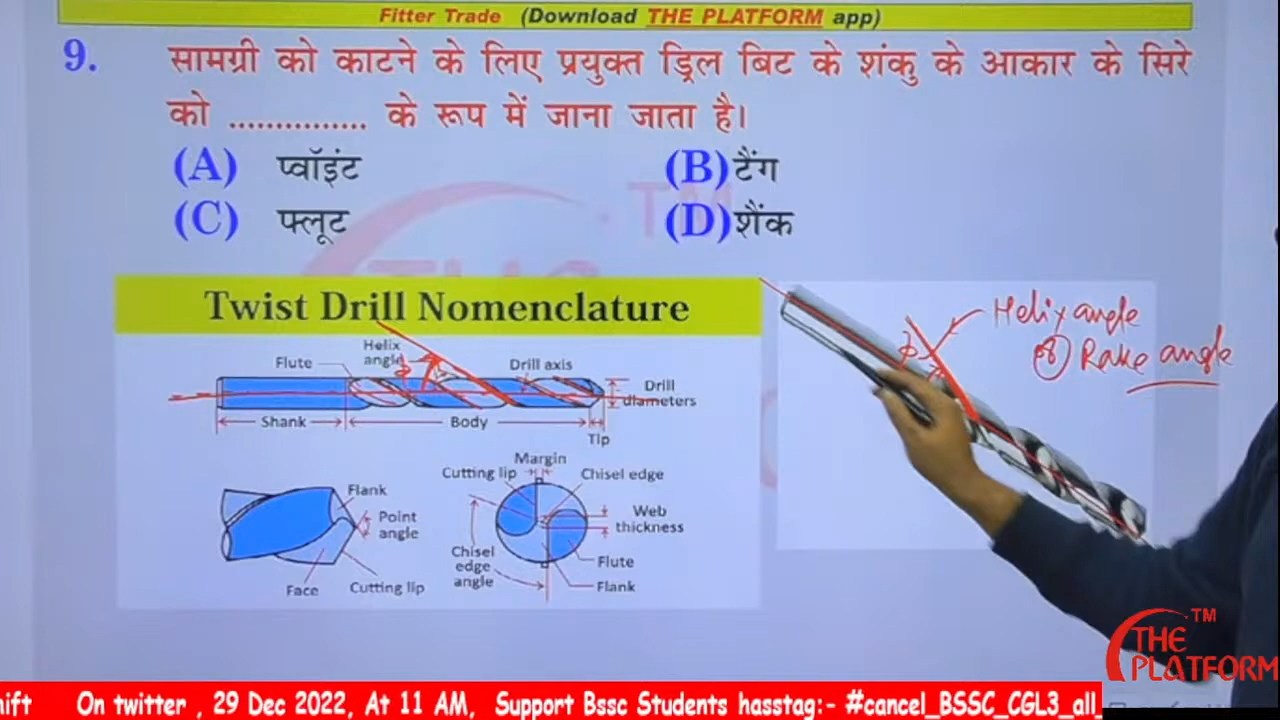 Fitter Trade (Download THE PLATFORM app)
9. सामग्री को काटने के लिए प्रयुक्त ड्रिल बिट के शंकु के आकार के सिरे
को .............. के रूप में जाना जाता है।
(A) प्वॉइंट (B) टैंग
(C) फ्लूट (D) शैंक
TM
Twist Drill Nomenclature
Helix angle
Flute
Drill axis
Drill diameters
Shank
Body
Tip
Helix angle
(or) Rake angle
Flank
Point angle
Face
Cutting lip
Margin
Cutting lip
Chisel edge
Web thickness
Chisel edge angle
Flute
Flank
TM
THE
PLATFORM
hift On twitter , 29 Dec 2022, At 11 AM, Support Bssc Students hasstag:- #cancel_BSSC_CGL3_all